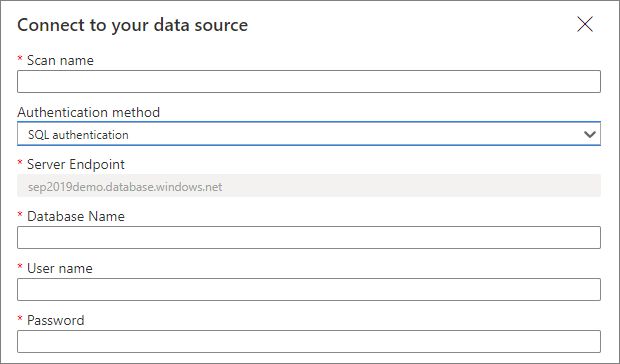 Connect to your data source
* Scan name
Authentication method
SQL authentication
* Server Endpoint
sep2019demo.database.windows.net
* Database Name
* User name
* Password